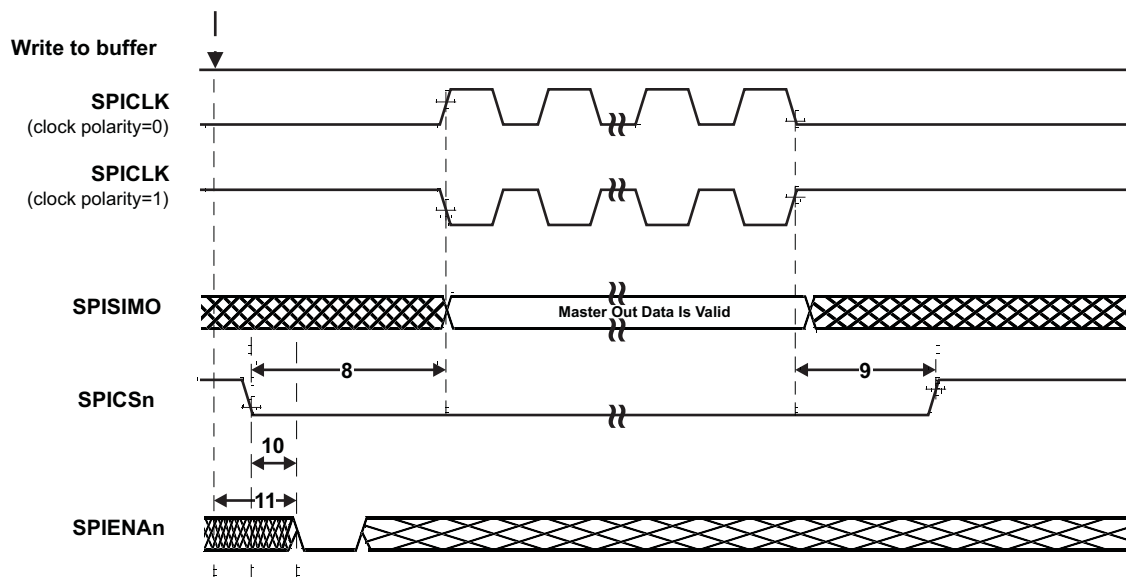 Write to buffer
SPICLK
(clock polarity=0)
SPICLK
(clock polarity=1)
SPISIMO
Master Out Data Is Valid
8
9
SPICSn
10
11
SPIENAn